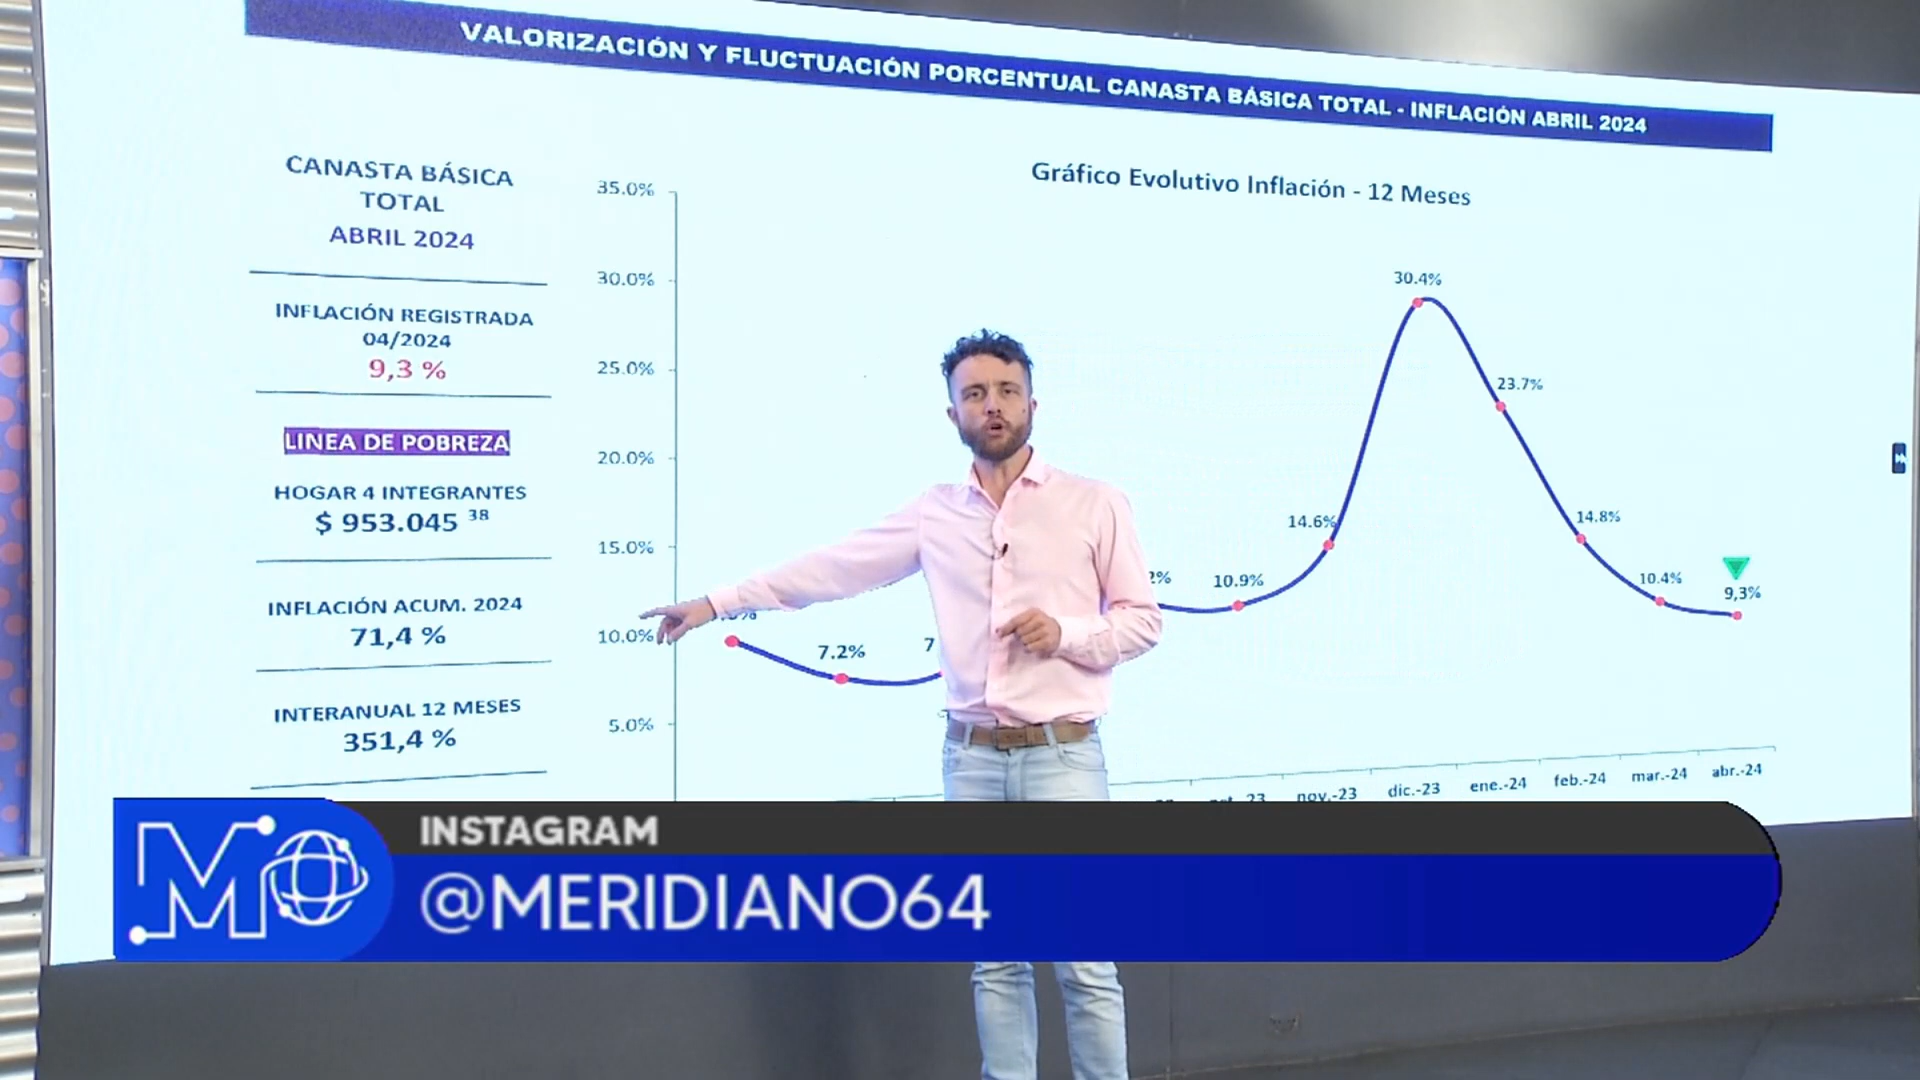 VALORIZACIÓN Y FLUCTUACIÓN PORCENTUAL CANASTA BÁSICA TOTAL - INFLACIÓN ABRIL 2024
CANASTA BÁSICA
TOTAL
ABRIL 2024
INFLACIÓN REGISTRADA
04/2024
9,3 %
LINEA DE POBREZA
HOGAR 4 INTEGRANTES
$ 953.045 38
INFLACIÓN ACUM. 2024
71,4 %
INTERANUAL 12 MESES
351,4 %
Gráfico Evolutivo Inflación - 12 Meses
35.0%
30.0%
25.0%
20.0%
15.0%
10.0%
5.0%
7.2%
7
2%
10.9%
14.6%
30.4%
23.7%
14.8%
10.4%
9,3%
nov.-23
dic.-23
ene.-24
feb.-24
mar.-24
abr.-24
MO
INSTAGRAM
@MERIDIANO64